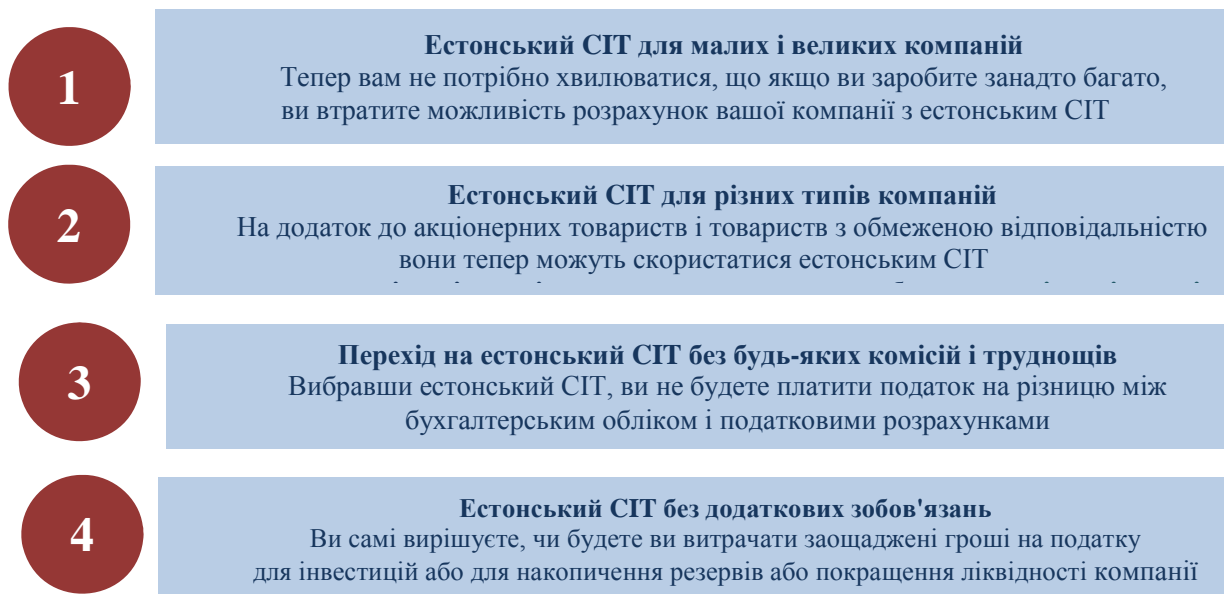 1
Естонський CIT для малих і великих компаній
Тепер вам не потрібно хвилюватися, що якщо ви заробите занадто багато,
ви втратите можливість розрахунок вашої компанії з естонським CIT
2
Естонський CIT для різних типів компаній
На додаток до акціонерних товариств і товариств з обмеженою відповідальністю
вони тепер можуть скористатися естонським CIT
3
Перехід на естонський CIT без будь-яких комісій і труднощів
Вибравши естонський CIT, ви не будете платити податок на різницю між
бухгалтерським обліком і податковими розрахунками
4
Естонський CIT без додаткових зобов'язань
Ви самі вирішуєте, чи будете ви витрачати заощаджені гроші на податку
для інвестицій або для накопичення резервів або покращення ліквідності компанії